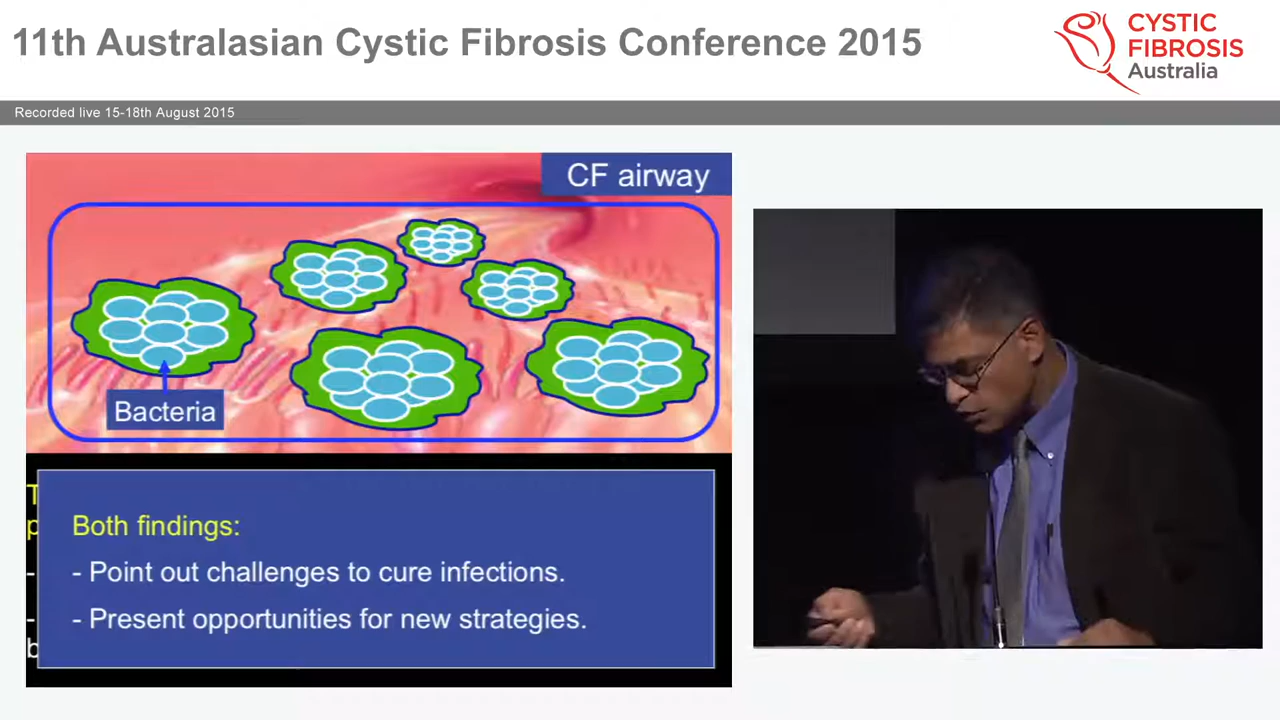 11th Australasian Cystic Fibrosis Conference 2015
CYSTIC
FIBROSIS
Australia
Recorded live 15-18th August 2015
CF airway
Bacteria
Both findings:
- Point out challenges to cure infections.
- Present opportunities for new strategies.